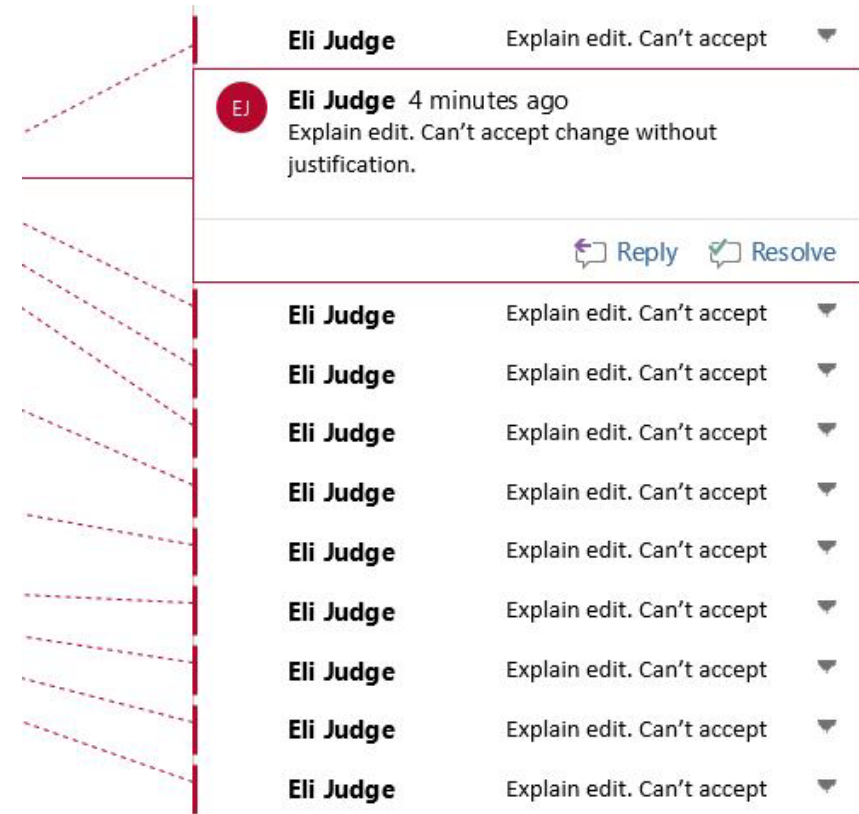 Eli Judge Explain edit. Can't accept
EJ
Eli Judge 4 minutes ago
Explain edit. Can't accept change without
justification.
Reply Resolve
Eli Judge Explain edit. Can't accept
Eli Judge Explain edit. Can't accept
Eli Judge Explain edit. Can't accept
Eli Judge Explain edit. Can't accept
Eli Judge Explain edit. Can't accept
Eli Judge Explain edit. Can't accept
Eli Judge Explain edit. Can't accept
Eli Judge Explain edit. Can't accept
Eli Judge Explain edit. Can't accept